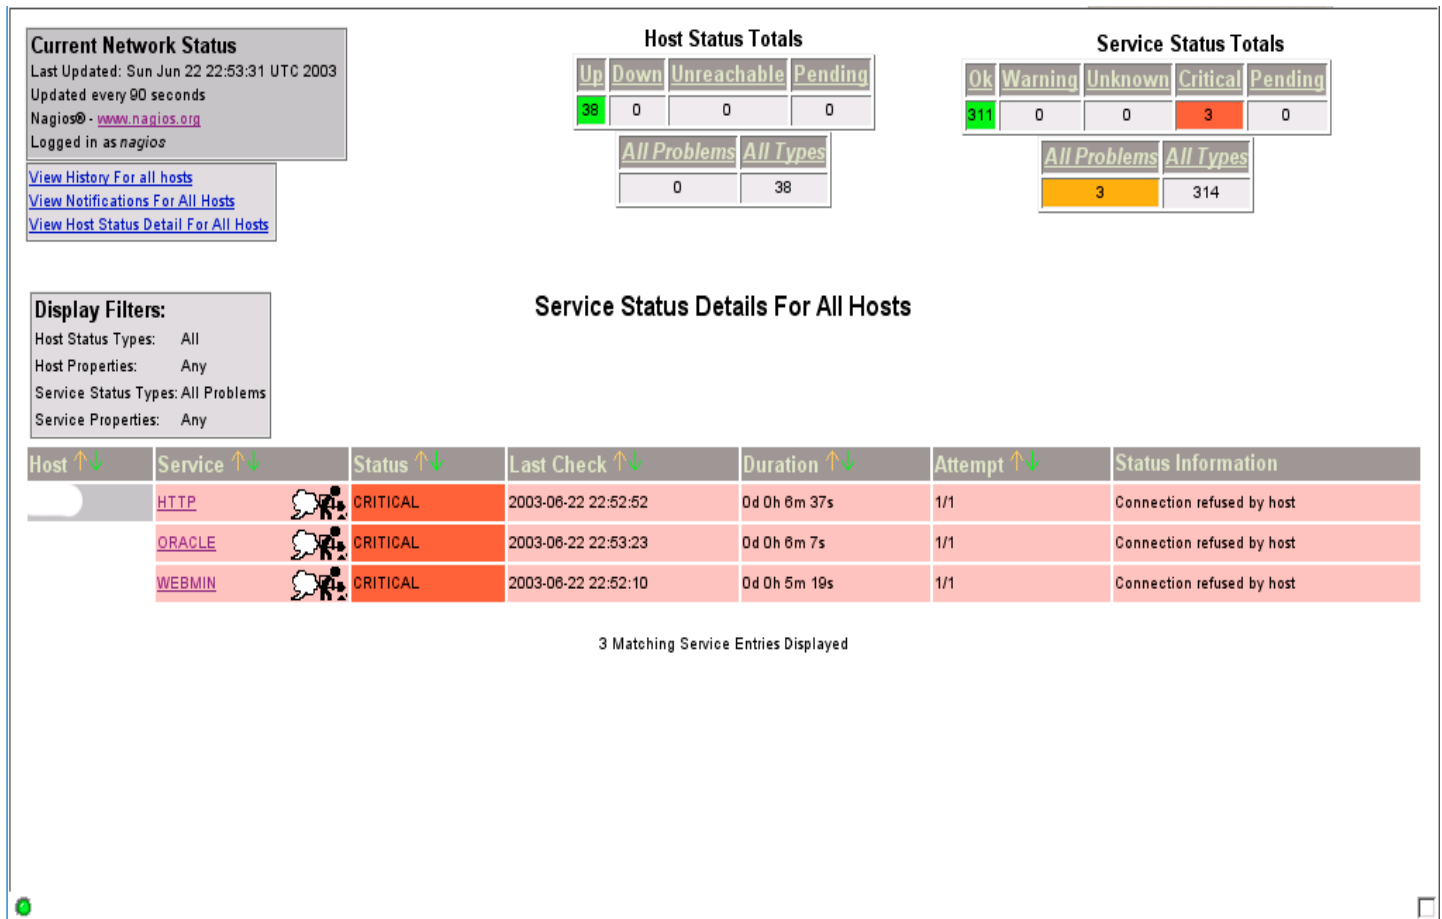 Current Network Status
Last Updated: Sun Jun 22 22:53:31 UTC 2003
Updated every 90 seconds
Nagios® - www.nagios.org
Logged in as nagios
View History For all hosts
View Notifications For All Hosts
View Host Status Detail For All Hosts
Host Status Totals
Up Down Unreachable Pending
38 0 0 0
All Problems All Types
0 38
Service Status Totals
Ok Warning Unknown Critical Pending
311 0 0 3 0
All Problems All Types
3 314
Display Filters:
Host Status Types: All
Host Properties: Any
Service Status Types: All Problems
Service Properties: Any
Service Status Details For All Hosts
Host Service Status Last Check Duration Attempt Status Information
HTTP CRITICAL 2003-06-22 22:52:52 0d 0h 6m 37s 1/1 Connection refused by host
ORACLE CRITICAL 2003-06-22 22:53:23 0d 0h 6m 7s 1/1 Connection refused by host
WEBMIN CRITICAL 2003-06-22 22:52:10 0d 0h 5m 19s 1/1 Connection refused by host
3 Matching Service Entries Displayed